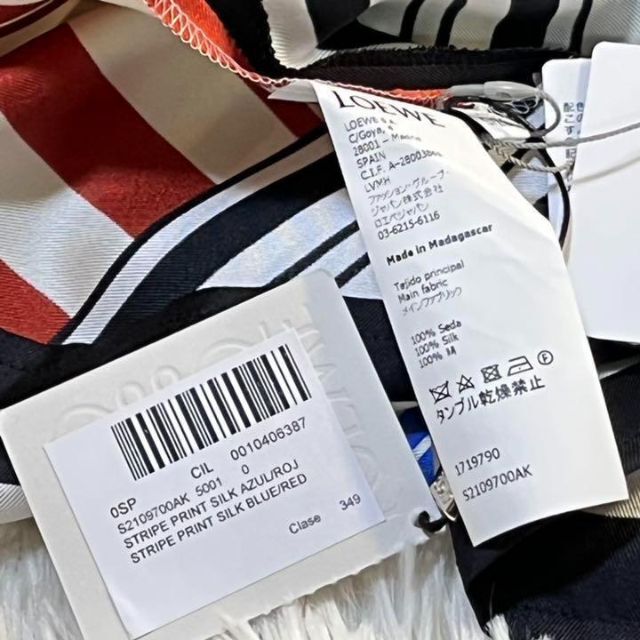 LOEWE
LOEWE S.A.
C/Goya, 4
28001 - Madrid
SPAIN
C.I.F. A-28003861
LVMH
ファッション・グループ・
ジャパン株式会社
ロエベジャパン
03-6215-6116
Made in Madagascar
Tejido principal
Main fabric
メインファブリック
100% Seda
100% Silk
100% 絹
P
タンブル乾燥禁止
1719790
S2109700AK
CIL 0010406387
0SP
S2109700AK 5001 0
STRIPE PRINT SILK AZUL/ROJ
STRIPE PRINT SILK BLUE/RED
Clase 349